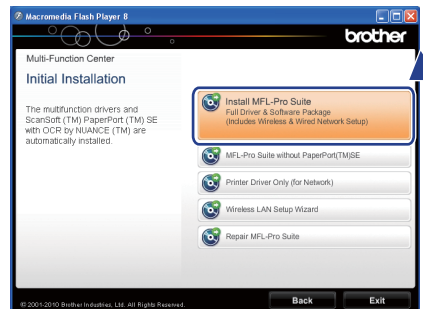 Macromedia Flash Player 8
brother
Multi-Function Center
Initial Installation
The multifunction drivers and
ScanSoft (TM) PaperPort (TM) SE
with OCR by NUANCE (TM) are
automatically installed.
Install MFL-Pro Suite
Full Driver & Software Package
(Includes Wireless & Wired Network Setup)
MFL-Pro Suite without PaperPort(TM)SE
Printer Driver Only (for Network)
Wireless LAN Setup Wizard
Repair MFL-Pro Suite
© 2001-2010 Brother Industries, Ltd. All Rights Reserved.
Back
Exit